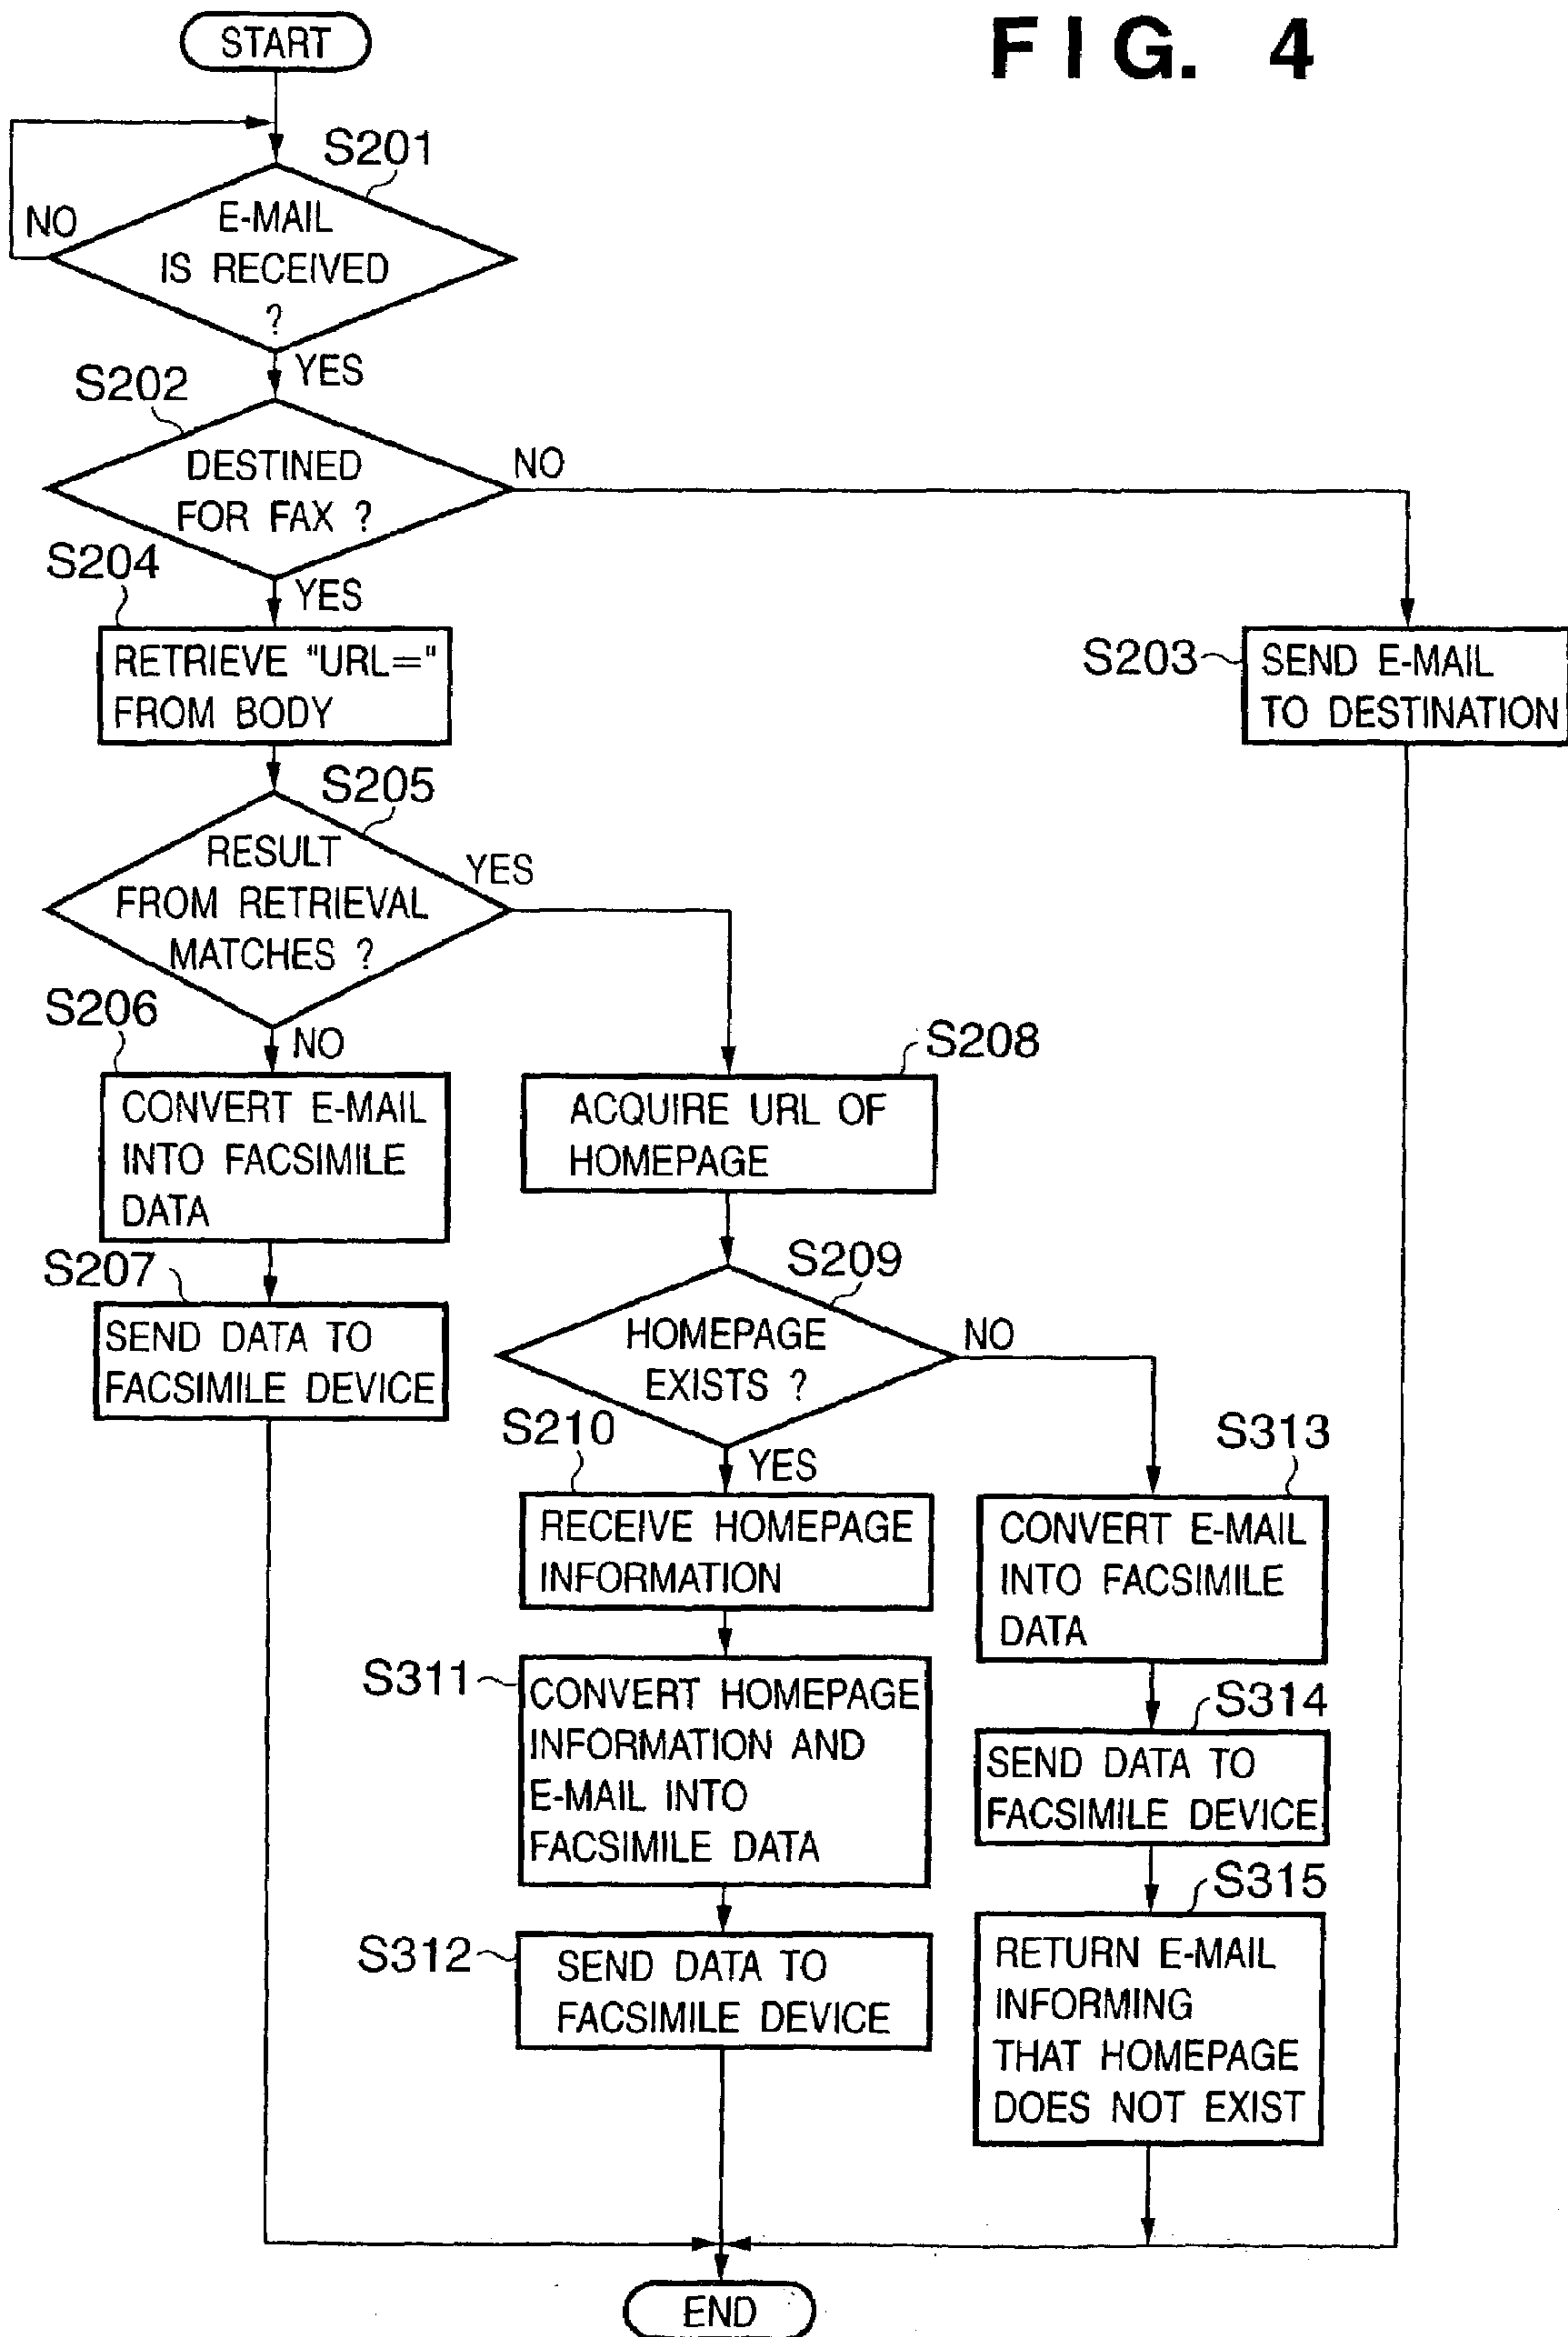 FIG. 4
START
S201
NO
E-MAIL
IS RECEIVED
?
YES
S202
DESTINED
FOR FAX ?
NO
YES
S203
SEND E-MAIL
TO DESTINATION
S204
RETRIEVE "URL="
FROM BODY
S205
RESULT
FROM RETRIEVAL
MATCHES ?
YES
NO
S206
CONVERT E-MAIL
INTO FACSIMILE
DATA
S207
SEND DATA TO
FACSIMILE DEVICE
S208
ACQUIRE URL OF
HOMEPAGE
S209
HOMEPAGE
EXISTS ?
NO
YES
S210
RECEIVE HOMEPAGE
INFORMATION
S311
CONVERT HOMEPAGE
INFORMATION AND
E-MAIL INTO
FACSIMILE DATA
S312
SEND DATA TO
FACSIMILE DEVICE
S313
CONVERT E-MAIL
INTO FACSIMILE
DATA
S314
SEND DATA TO
FACSIMILE DEVICE
S315
RETURN E-MAIL
INFORMING
THAT HOMEPAGE
DOES NOT EXIST
END